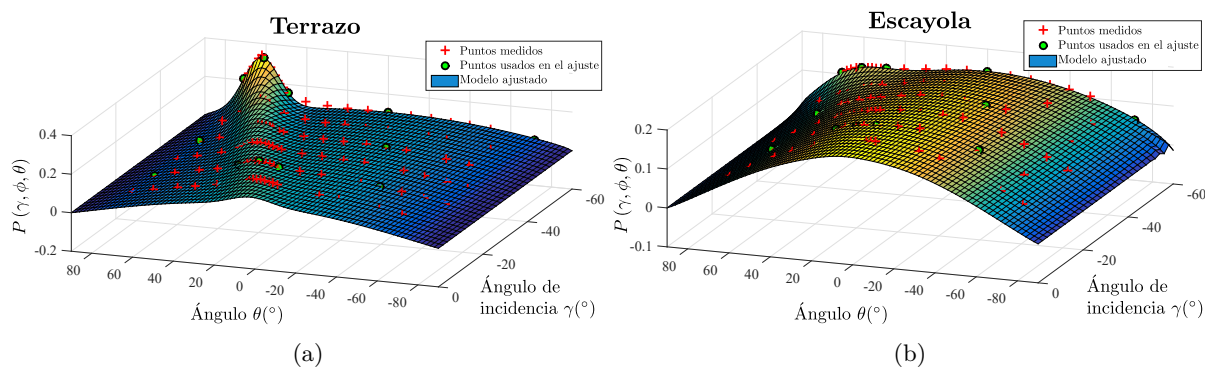 Terrazo
Puntos medidos
Puntos usados en el ajuste
Modelo ajustado
0.4
0.2
0
-0.2
P (γ, ϕ, θ)
80
60
40
20
0
-20
-40
-60
-80
Ángulo θ(°)
0
-20
-40
-60
Ángulo de
incidencia γ(°)
(a)
Escayola
Puntos medidos
Puntos usados en el ajuste
Modelo ajustado
0.2
0.1
0
-0.1
P (γ, ϕ, θ)
80
60
40
20
0
-20
-40
-60
-80
Ángulo θ(°)
0
-20
-40
-60
Ángulo de
incidencia γ(°)
(b)